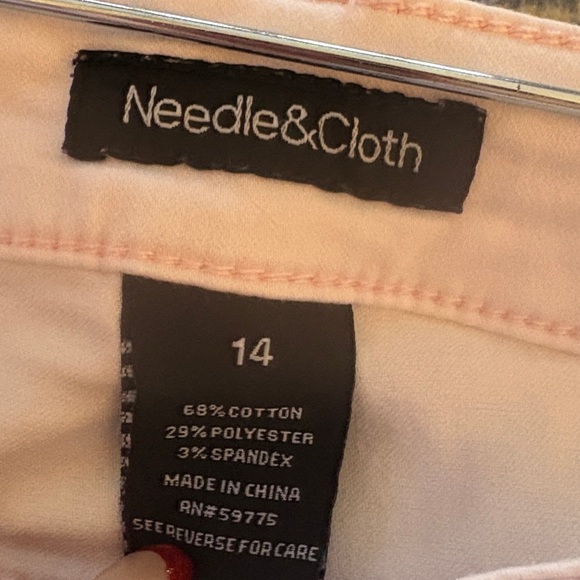 Needle&Cloth
14
68% COTTON
29% POLYESTER
3% SPANDEX
MADE IN CHINA
RN#59775
SEE REVERSE FOR CARE